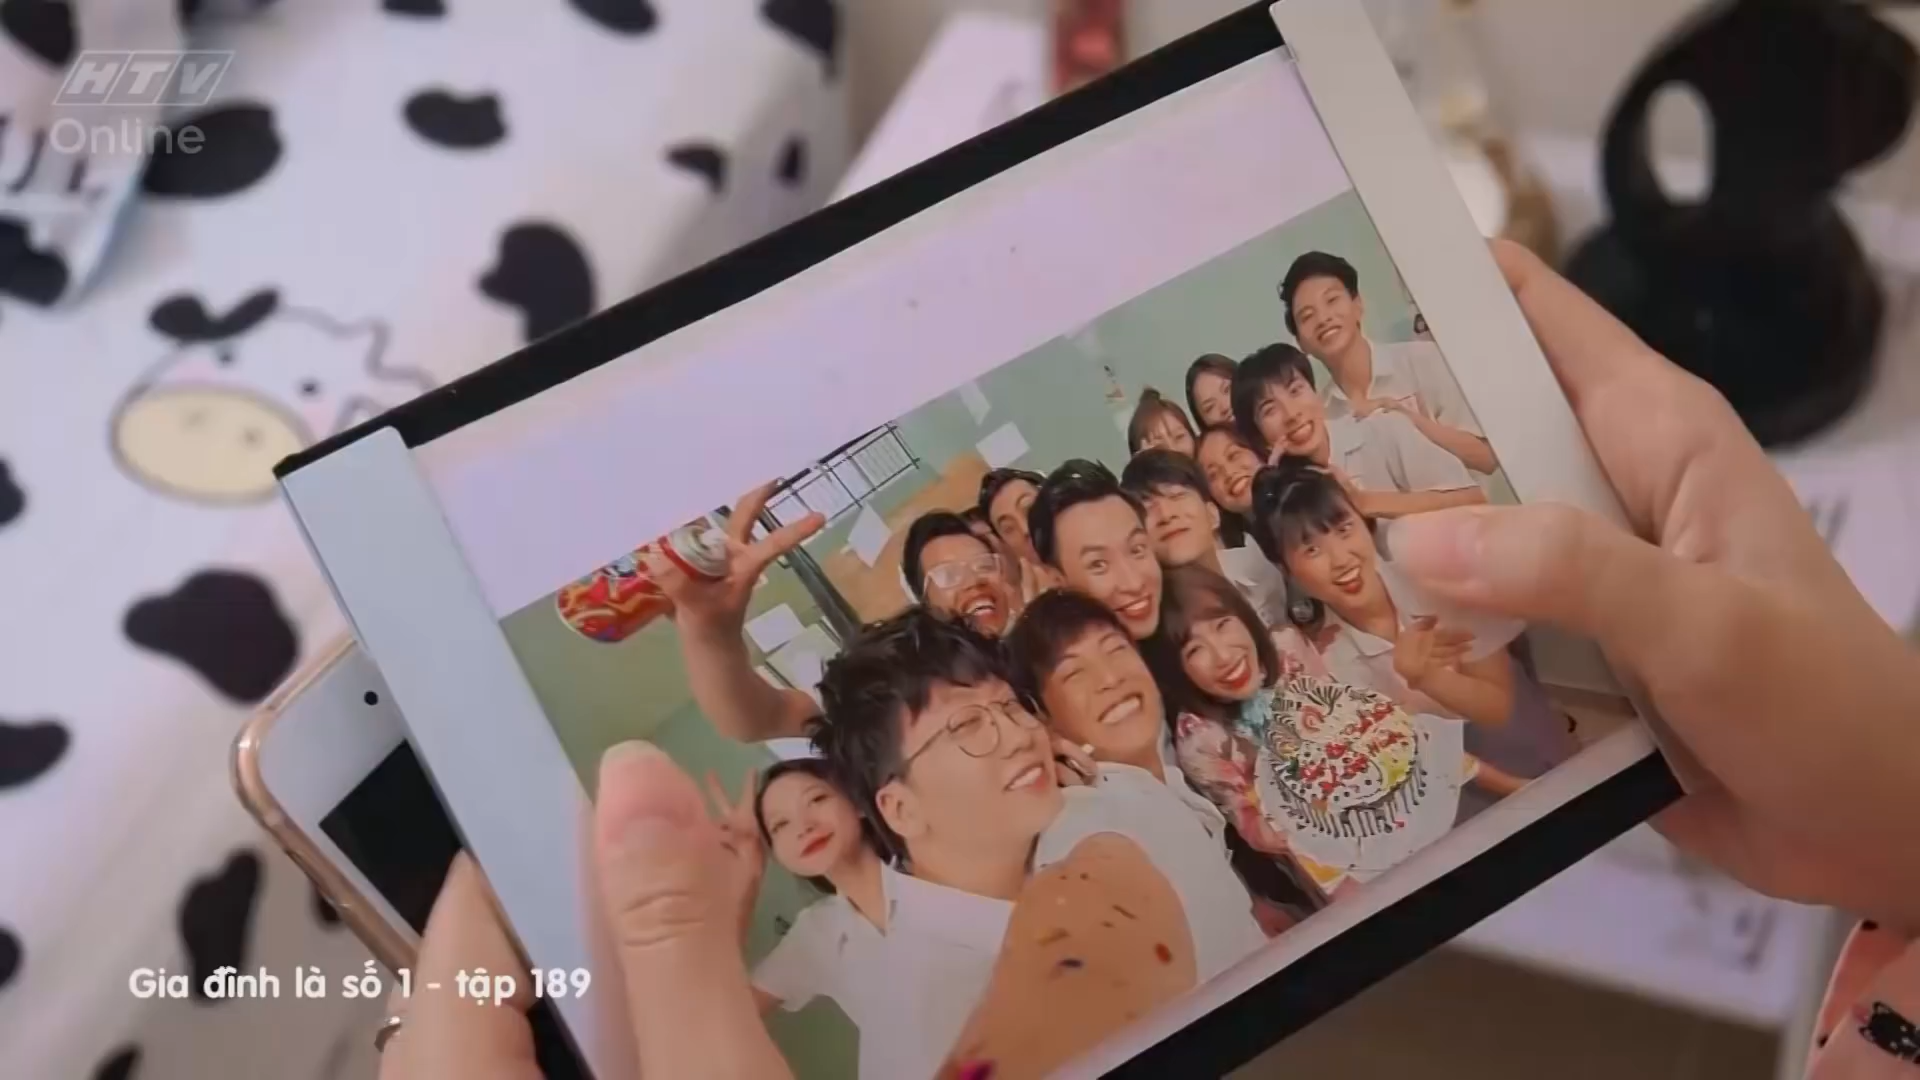 HTV
Online
Gia đình là số 1 - tập 189